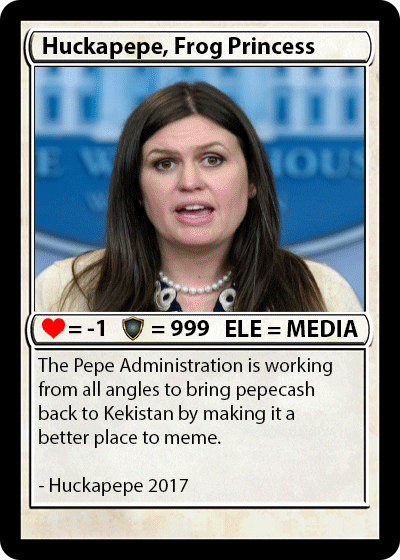 Huckapepe, Frog Princess
= -1 = 999 ELE = MEDIA
The Pepe Administration is working
from all angles to bring pepecash
back to Kekistan by making it a
better place to meme.
- Huckapepe 2017